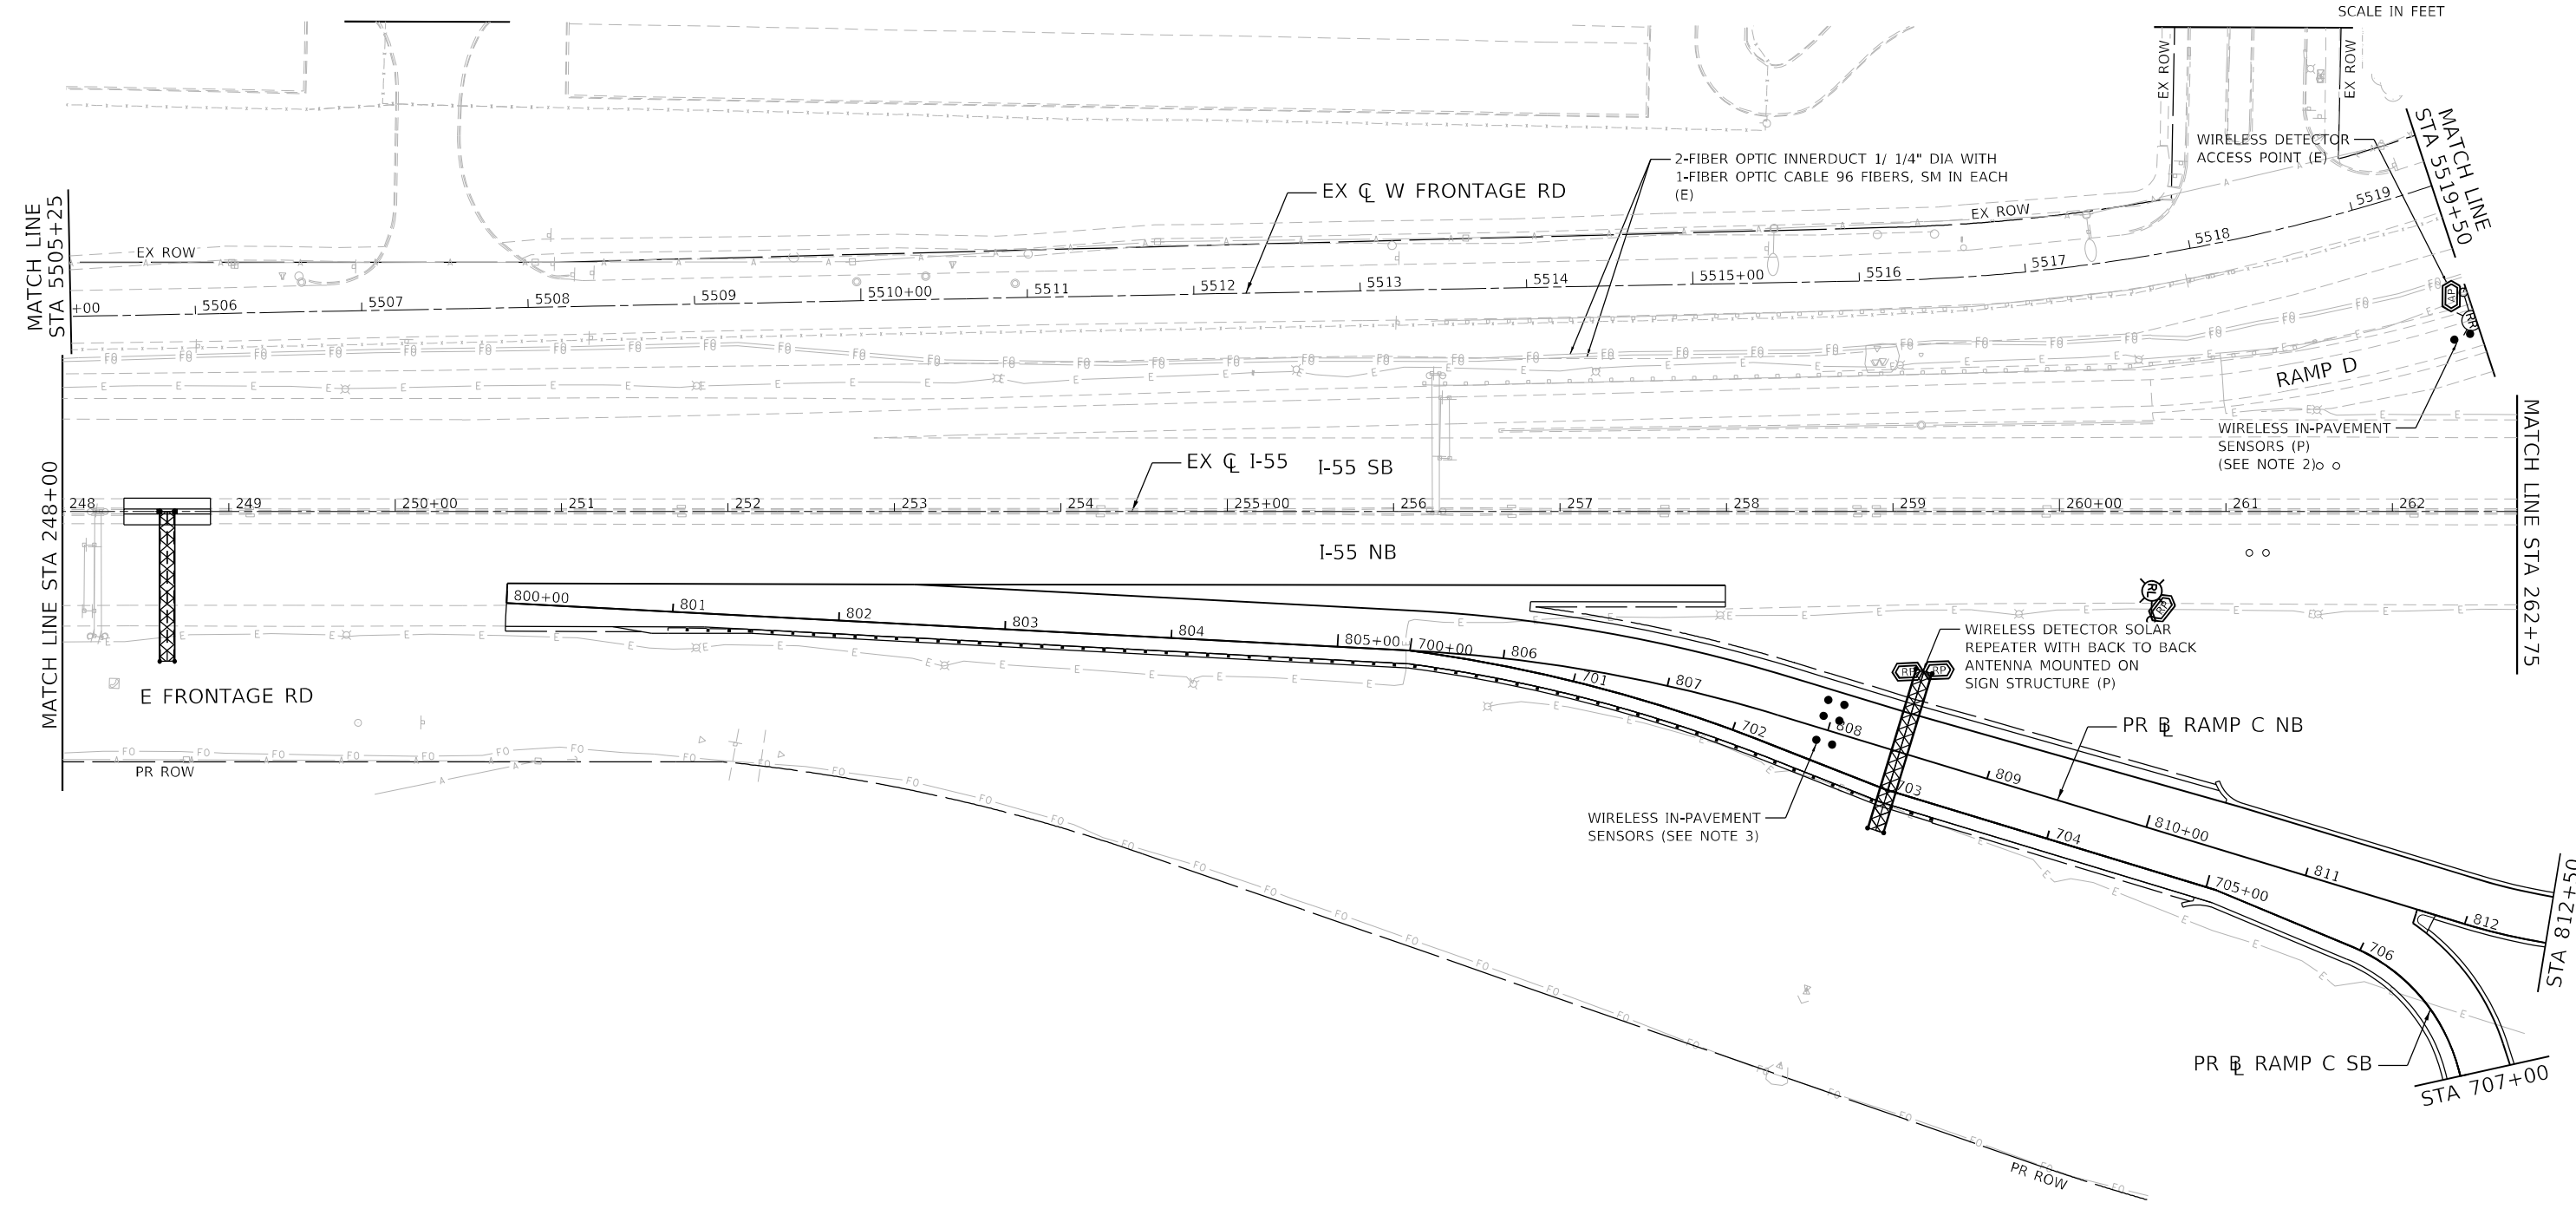 SCALE IN FEET
EX ROW
EX ROW
MATCH LINE
STA 5519+50
WIRELESS DETECTOR
ACCESS POINT (E)
2-FIBER OPTIC INNERDUCT 1/ 1/4" DIA WITH
1-FIBER OPTIC CABLE 96 FIBERS, SM IN EACH
(E)
EX ℄ W FRONTAGE RD
MATCH LINE
STA 5505+25
EX ROW
EX ROW
+00
5506
5507
5508
5509
5510+00
5511
5512
5513
5514
5515+00
5516
5517
5518
5519
AP
RR
RAMP D
WIRELESS IN-PAVEMENT
SENSORS (P)
(SEE NOTE 2)
EX ℄ I-55
I-55 SB
MATCH LINE STA 248+00
248
249
250+00
251
252
253
254
255+00
256
257
258
259
260+00
261
262
MATCH LINE STA 262+75
I-55 NB
RL
RP
800+00
801
802
803
804
805+00
700+00
806
701
807
702
808
703
809
704
810+00
705+00
811
706
812
WIRELESS DETECTOR SOLAR
REPEATER WITH BACK TO BACK
ANTENNA MOUNTED ON
SIGN STRUCTURE (P)
RP
RP
E FRONTAGE RD
PR ROW
PR BL RAMP C NB
WIRELESS IN-PAVEMENT
SENSORS (SEE NOTE 3)
STA 812+50
PR BL RAMP C SB
STA 707+00
PR ROW